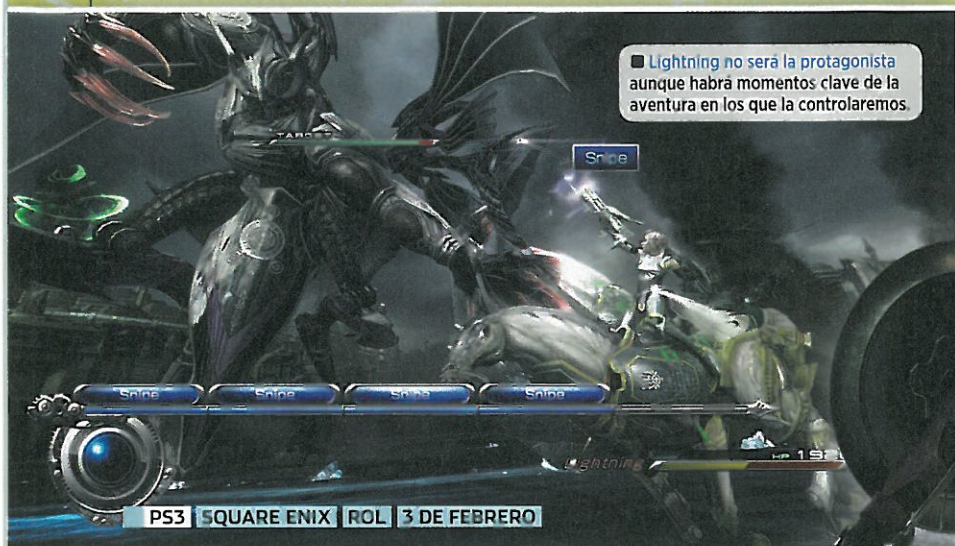 ■ Lightning no será la protagonista
aunque habrá momentos clave de la
aventura en los que la controlaremos.
TARGET
Snipe
Snipe Snipe Snipe Snipe
Lightning
HP 192
PS3 SQUARE ENIX ROL 3 DE FEBRERO